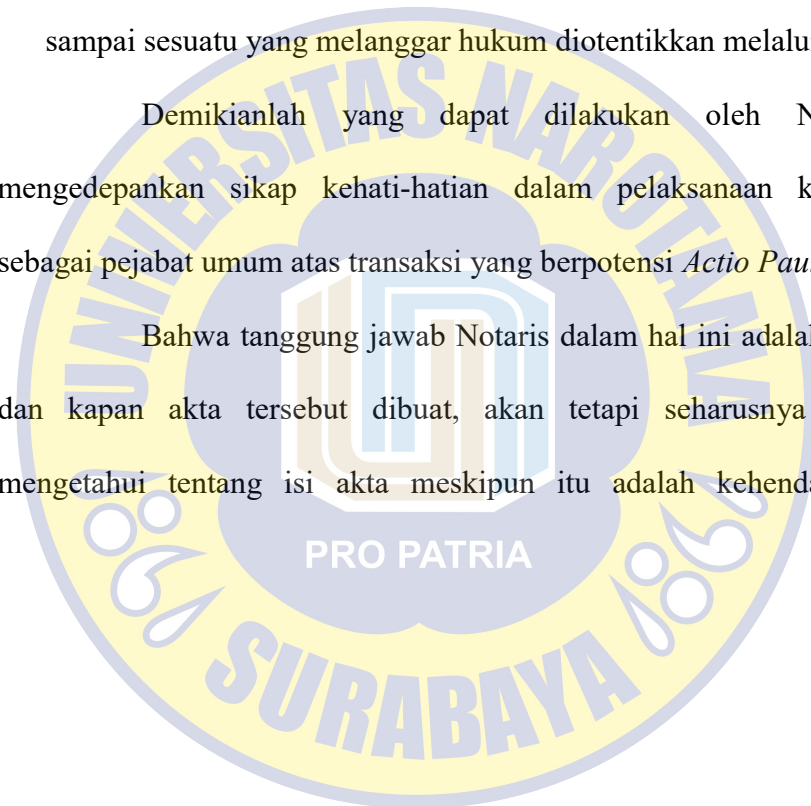 sampai sesuatu yang melanggar hukum diotentikkan melalu
Demikianlah yang dapat dilakukan oleh N
mengedepankan sikap kehati-hatian dalam pelaksanaan k
sebagai pejabat umum atas transaksi yang berpotensi Actio Pau
Bahwa tanggung jawab Notaris dalam hal ini adalah
dan kapan akta tersebut dibuat, akan tetapi seharusnya
mengetahui tentang isi akta meskipun itu adalah kehenda
UNIVERSITAS NAROTAMA
PRO PATRIA
SURABAYA